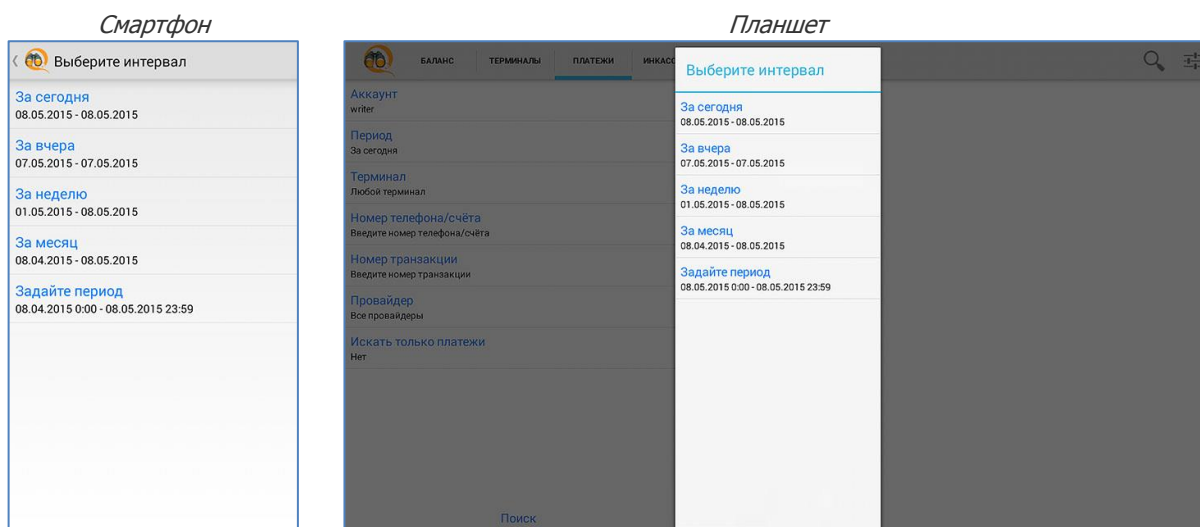 Смартфон
Выберите интервал
За сегодня
08.05.2015 - 08.05.2015
За вчера
07.05.2015 - 07.05.2015
За неделю
01.05.2015 - 08.05.2015
За месяц
08.04.2015 - 08.05.2015
Задайте период
08.04.2015 0:00 - 08.05.2015 23:59
Планшет
БАЛАНС ТЕРМИНАЛЫ ПЛАТЕЖИ
Аккаунт
writer
Период
За сегодня
Терминал
Любой терминал
Номер телефона/счёта
Введите номер телефона/счёта
Номер транзакции
Введите номер транзакции
Провайдер
Все провайдеры
Искать только платежи
Нет
Поиск
Выберите интервал
За сегодня
08.05.2015 - 08.05.2015
За вчера
07.05.2015 - 07.05.2015
За неделю
01.05.2015 - 08.05.2015
За месяц
08.04.2015 - 08.05.2015
Задайте период
08.05.2015 0:00 - 08.05.2015 23:59